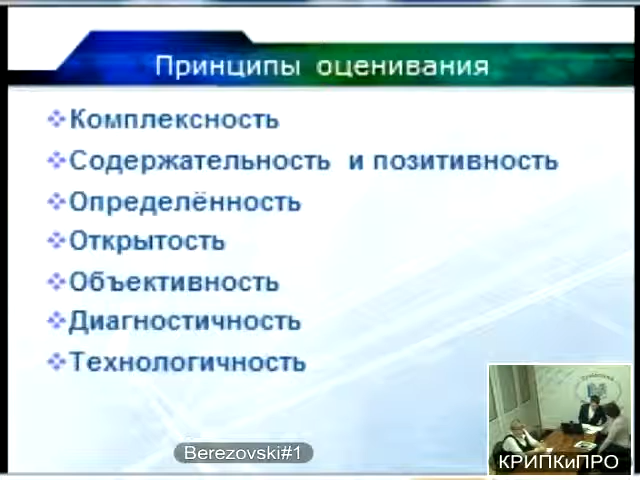 Принципы оценивания
Комплексность
Содержательность и позитивность
Определённость
Открытость
Объективность
Диагностичность
Технологичность
Berezovski#1
КРИПКиПРО